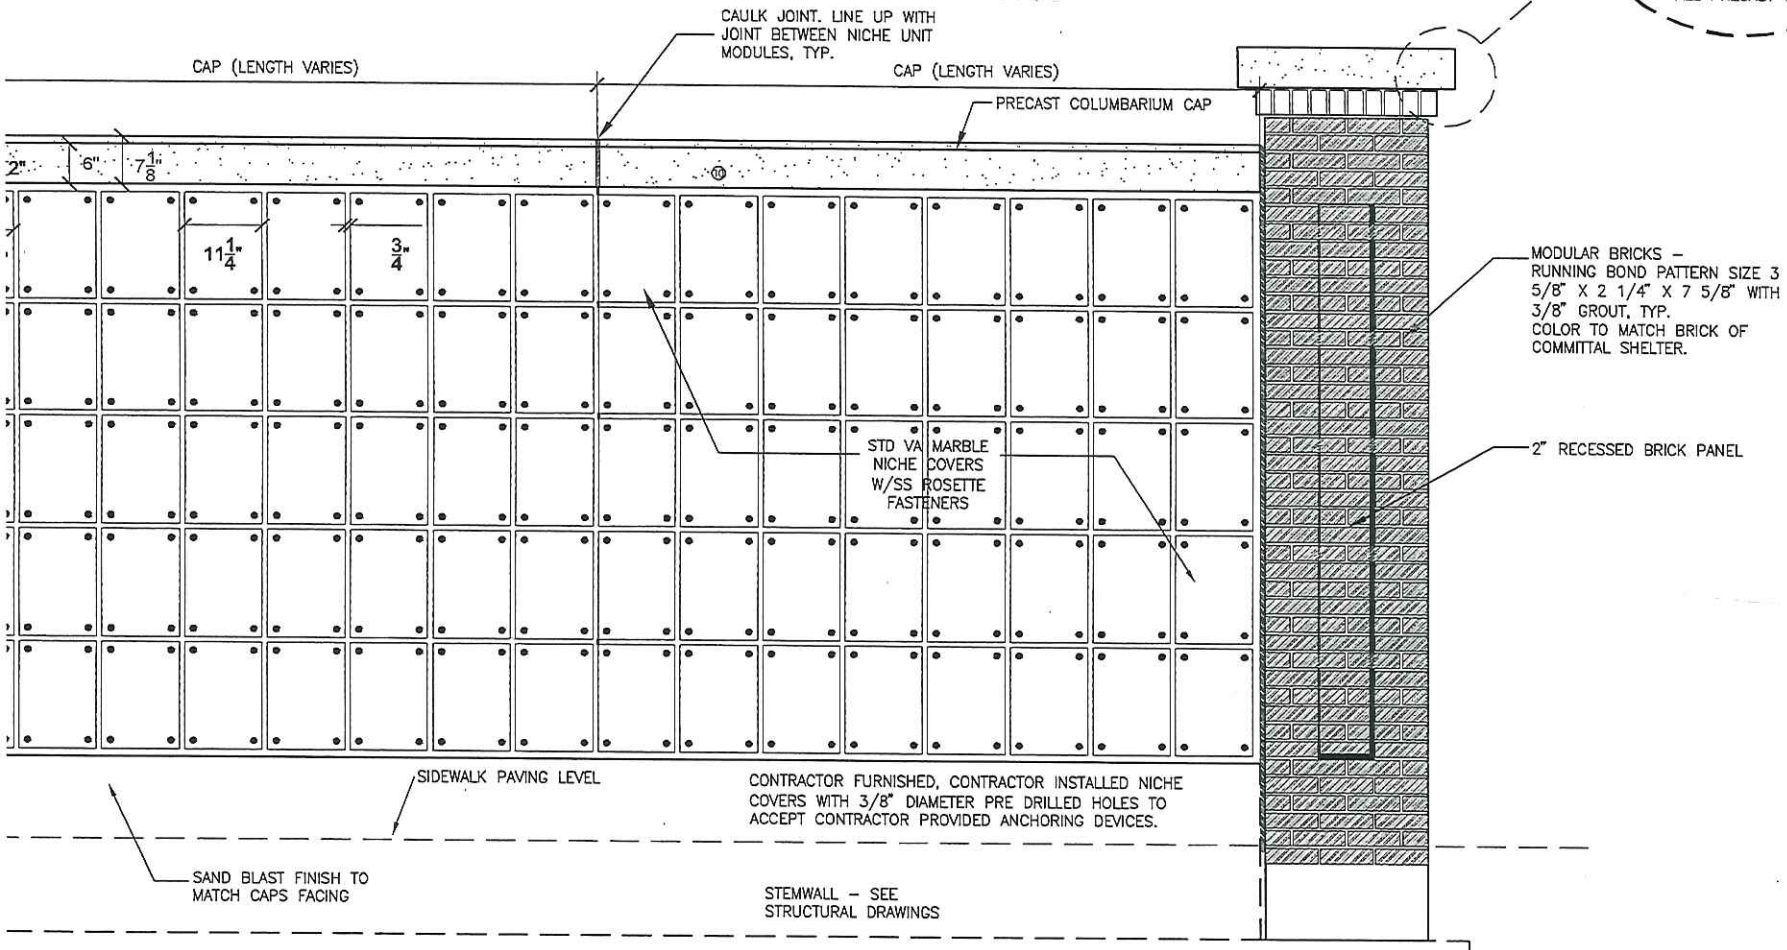 CAULK JOINT. LINE UP WITH
JOINT BETWEEN NICHE UNIT
MODULES, TYP.
CAP (LENGTH VARIES)
CAP (LENGTH VARIES)
PRECAST COLUMBARIUM CAP
2"
6"
7 1/8"
10
11 1/4"
3/4"
MODULAR BRICKS –
RUNNING BOND PATTERN SIZE 3
5/8" X 2 1/4" X 7 5/8" WITH
3/8" GROUT, TYP.
COLOR TO MATCH BRICK OF
COMMITTAL SHELTER.
STD VA MARBLE
NICHE COVERS
W/SS ROSETTE
FASTENERS
2" RECESSED BRICK PANEL
SIDEWALK PAVING LEVEL
CONTRACTOR FURNISHED, CONTRACTOR INSTALLED NICHE
COVERS WITH 3/8" DIAMETER PRE DRILLED HOLES TO
ACCEPT CONTRACTOR PROVIDED ANCHORING DEVICES.
SAND BLAST FINISH TO
MATCH CAPS FACING
STEMWALL – SEE
STRUCTURAL DRAWINGS